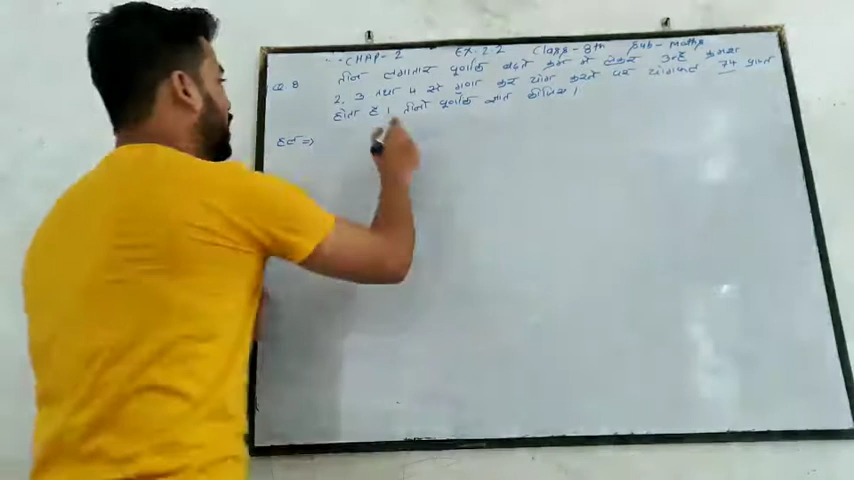 CHAP- 2 Ex-2.2 Class-8th Sub-Maths
Q 8 तीन लगातार पूर्णांक बढ़ते क्रम में लेकर उन्हें क्रमशः
2, 3 तथा 4 से गुणा कर योग करने पर योगफल 74 प्राप्त
होता है। तीनों पूर्णांक ज्ञात कीजिए।
हल ⇒